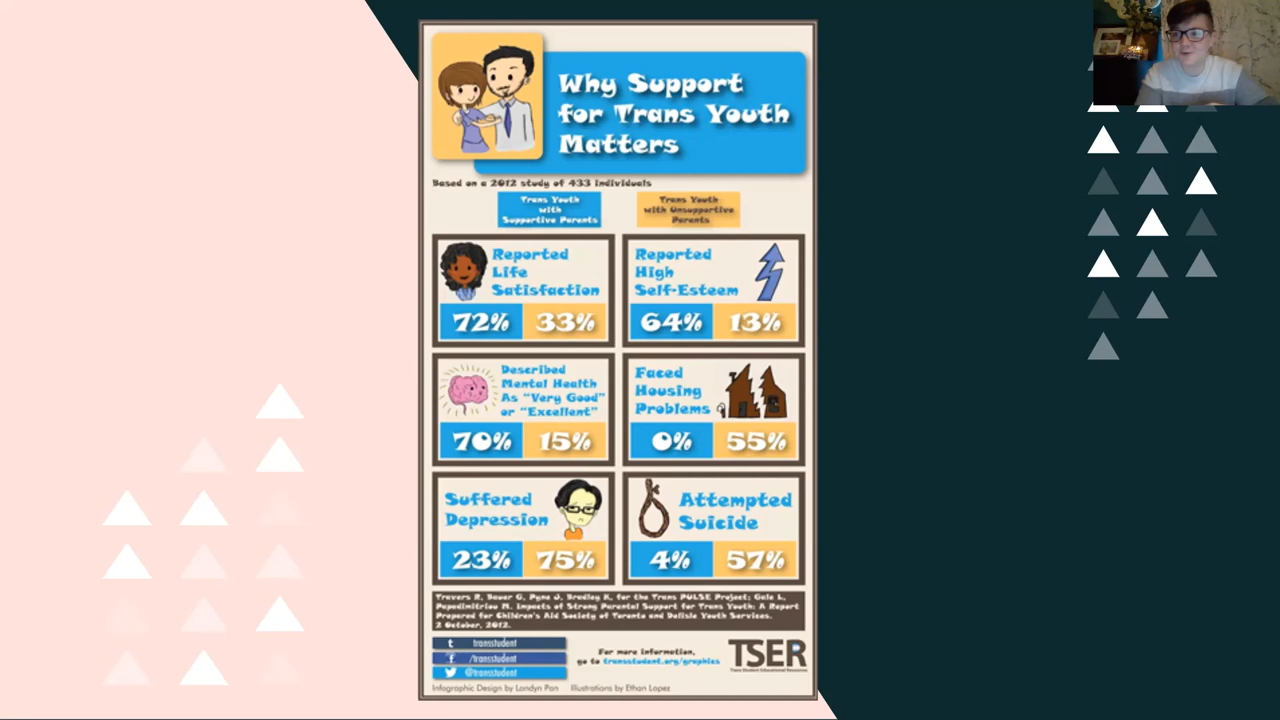 Why Support
for Trans Youth
Matters
Based on a 2012 study of 433 individuals
Trans Youth
with
Supportive Parents
Trans Youth
with Unsupportive
Parents
Reported
Life
Satisfaction
72% 33%
Reported
High
Self-Esteem
64% 13%
Described
Mental Health
As "Very Good"
or "Excellent"
70% 15%
Faced
Housing
Problems
0% 55%
Suffered
Depression
23% 75%
Attempted
Suicide
4% 57%
Travers R, Bauer G, Pyne J, Bradley K, for the Trans PULSE Project; Gale L,
Papadimitriou M. Impacts of Strong Parental Support for Trans Youth: A Report
Prepared for Children's Aid Society of Toronto and Delisle Youth Services.
2 October, 2012.
t transstudent
f /transstudent
@transstudent
For more information,
go to transstudent.org/graphics
TSER
Trans Student Educational Resources
Infographic Design by Landyn Pan Illustrations by Ethan Lopez